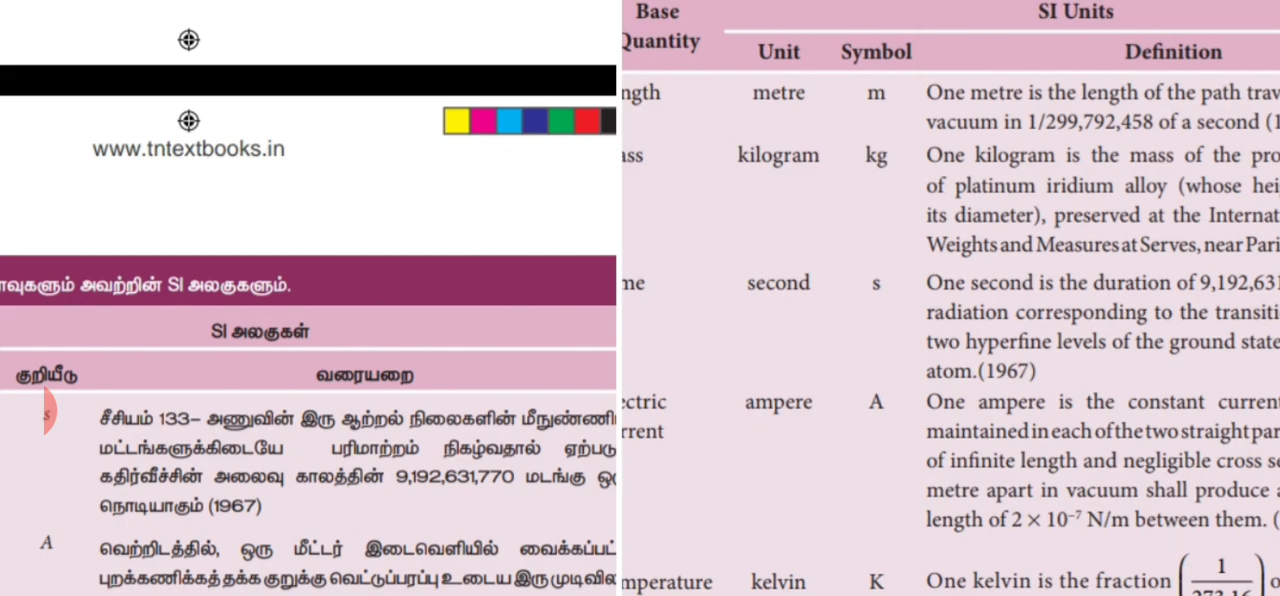 www.tntextbooks.in
அவற்றின் SI அலகுகளும்.
SI அலகுகள்
குறியீடு வரையறை
s சீசியம் 133– அணுவின் இரு ஆற்றல் நிலைகளின்
மட்டங்களுக்கிடையே பரிமாற்றம் நிகழ்வதால்
கதிர்வீச்சின் அலைவு காலத்தின் 9,192,631,770 மடங்கு
நொடியாகும் (1967)
A வெற்றிடத்தில், ஒரு மீட்டர் இடைவெளியில்
புறக்கணிக்கத்தக்க குறுக்கு வெட்டுப்பரப்பு உடைய இரு
Base SI Units
Quantity
Unit Symbol Definition
ngth metre m One metre is the length of the path trav
vacuum in 1/299,792,458 of a second (1
ass kilogram kg One kilogram is the mass of the pro
of platinum iridium alloy (whose hei
its diameter), preserved at the Internat
Weights and Measures at Serves, near Pari
me second s One second is the duration of 9,192,631
radiation corresponding to the transiti
two hyperfine levels of the ground state
atom.(1967)
ectric ampere A One ampere is the constant current
rrent maintained in each of the two straight par
of infinite length and negligible cross se
metre apart in vacuum shall produce a
length of 2 × 10⁻⁷ N/m between them. (
mperature kelvin K One kelvin is the fraction (1/273.16) o